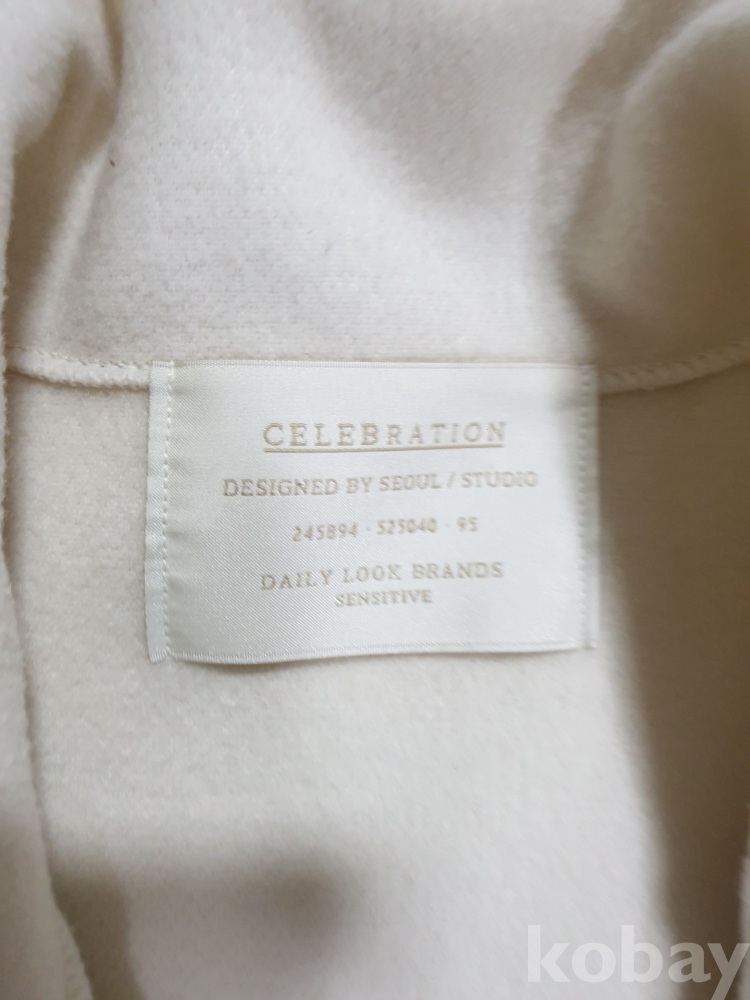 CELEBRATION
DESIGNED BY SEOUL / STUDIO
245894 · 525040 · 95
DAILY LOOK BRANDS
SENSITIVE
kobay